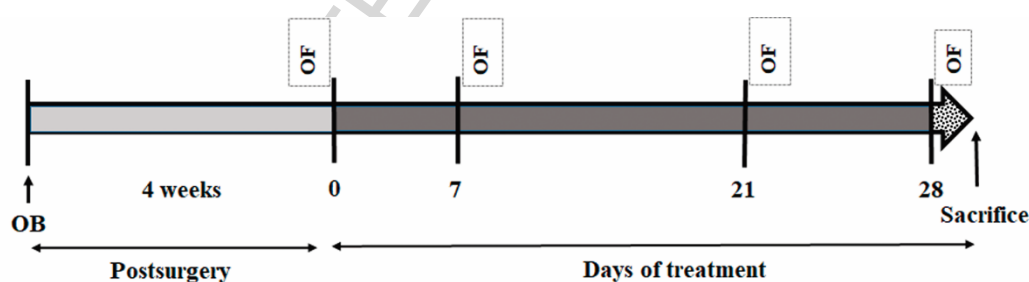 OF
OF
OF
OF
4 weeks
0
7
21
28
OB
Sacrifice
Postsurgery
Days of treatment